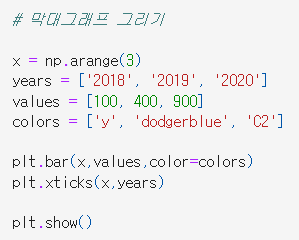 # 막대그래프 그리기
x = np.arange(3)
years = ['2018', '2019', '2020']
values = [100, 400, 900]
colors = ['y', 'dodgerblue', 'C2']
plt.bar(x,values,color=colors)
plt.xticks(x,years)
plt.show()